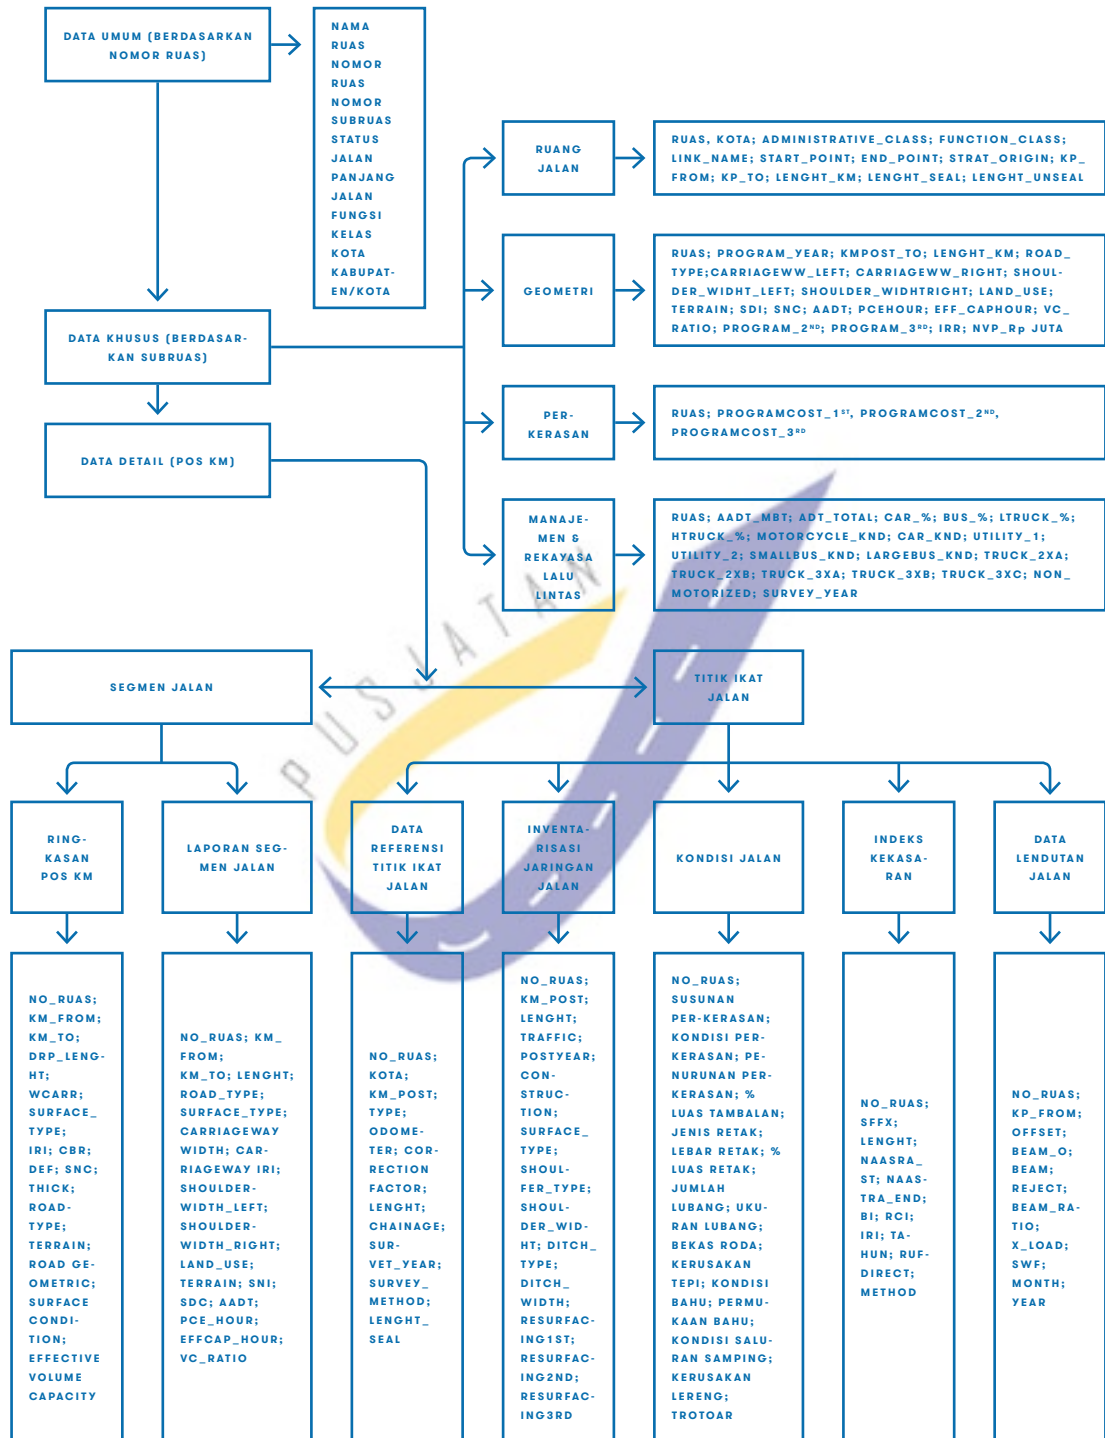 DATA UMUM (BERDASARKAN
NOMOR RUAS)
NAMA
RUAS
NOMOR
RUAS
NOMOR
SUBRUAS
STATUS
JALAN
PANJANG
JALAN
FUNGSI
KELAS
KOTA
KABUPAT-
EN/KOTA
RUANG
JALAN
RUAS, KOTA; ADMINISTRATIVE_CLASS; FUNCTION_CLASS;
LINK_NAME; START_POINT; END_POINT; STRAT_ORIGIN; KP_
FROM; KP_TO; LENGHT_KM; LENGHT_SEAL; LENGHT_UNSEAL
GEOMETRI
RUAS; PROGRAM_YEAR; KMPOST_TO; LENGHT_KM; ROAD_
TYPE;CARRIAGEWW_LEFT; CARRIAGEWW_RIGHT; SHOUL-
DER_WIDHT_LEFT; SHOULDER_WIDHTRIGHT; LAND_USE;
TERRAIN; SDI; SNC; AADT; PCEHOUR; EFF_CAPHOUR; VC_
RATIO; PROGRAM_2ND; PROGRAM_3RD; IRR; NVP_Rp JUTA
DATA KHUSUS (BERDASAR-
KAN SUBRUAS)
PER-
KERASAN
RUAS; PROGRAMCOST_1ST, PROGRAMCOST_2ND,
PROGRAMCOST_3RD
DATA DETAIL (POS KM)
MANAJE-
MEN &
REKAYASA
LALU
LINTAS
RUAS; AADT_MBT; ADT_TOTAL; CAR_%; BUS_%; LTRUCK_%;
HTRUCK_%; MOTORCYCLE_KND; CAR_KND; UTILITY_1;
UTILITY_2; SMALLBUS_KND; LARGEBUS_KND; TRUCK_2XA;
TRUCK_2XB; TRUCK_3XA; TRUCK_3XB; TRUCK_3XC; NON_
MOTORIZED; SURVEY_YEAR
PUSJATAN
SEGMEN JALAN
TITIK IKAT
JALAN
RING-
KASAN
POS KM
LAPORAN SEG-
MEN JALAN
DATA
REFERENSI
TITIK IKAT
JALAN
INVENTA-
RISASI
JARINGAN
JALAN
KONDISI JALAN
INDEKS
KEKASA-
RAN
DATA
LENDUTAN
JALAN
NO_RUAS;
KM_FROM;
KM_TO;
DRP_LENG-
HT;
WCARR;
SURFACE_
TYPE;
IRI; CBR;
DEF; SNC;
THICK;
ROAD-
TYPE;
TERRAIN;
ROAD GE-
OMETRIC;
SURFACE
CONDI-
TION;
EFFECTIVE
VOLUME
CAPACITY
NO_RUAS; KM_
FROM;
KM_TO; LENGHT;
ROAD_TYPE;
SURFACE_TYPE;
CARRIAGEWAY
WIDTH; CAR-
RIAGEWAY IRI;
SHOULDER-
WIDTH_LEFT;
SHOULDER-
WIDTH_RIGHT;
LAND_USE;
TERRAIN; SNI;
SDC; AADT;
PCE_HOUR;
EFFCAP_HOUR;
VC_RATIO
NO_RUAS;
KOTA;
KM_POST;
TYPE;
ODOME-
TER; COR-
RECTION
FACTOR;
LENGHT;
CHAINAGE;
SUR-
VET_YEAR;
SURVEY_
METHOD;
LENGHT_
SEAL
NO_RUAS;
KM_POST;
LENGHT;
TRAFFIC;
POSTYEAR;
CON-
STRUC-
TION;
SURFACE_
TYPE;
SHOUL-
FER_TYPE;
SHOUL-
DER_WID-
HT; DITCH_
TYPE;
DITCH_
WIDTH;
RESURFAC-
ING1ST;
RESURFAC-
ING2ND;
RESURFAC-
ING3RD
NO_RUAS;
SUSUNAN
PER-KERASAN;
KONDISI PER-
KERASAN; PE-
NURUNAN PER-
KERASAN; %
LUAS TAMBALAN;
JENIS RETAK;
LEBAR RETAK; %
LUAS RETAK;
JUMLAH
LUBANG; UKU-
RAN LUBANG;
BEKAS RODA;
KERUSAKAN
TEPI; KONDISI
BAHU; PERMU-
KAAN BAHU;
KONDISI SALU-
RAN SAMPING;
KERUSAKAN
LERENG;
TROTOAR
NO_RUAS;
SFFX;
LENGHT;
NAASRA_
ST; NAAS-
TRA_END;
BI; RCI;
IRI; TA-
HUN; RUF-
DIRECT;
METHOD
NO_RUAS;
KP_FROM;
OFFSET;
BEAM_O;
BEAM;
REJECT;
BEAM_RA-
TIO;
X_LOAD;
SWF;
MONTH;
YEAR